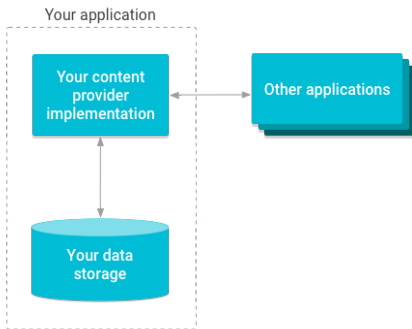 Your application
Your content
provider
implementation
Other applications
Your data
storage